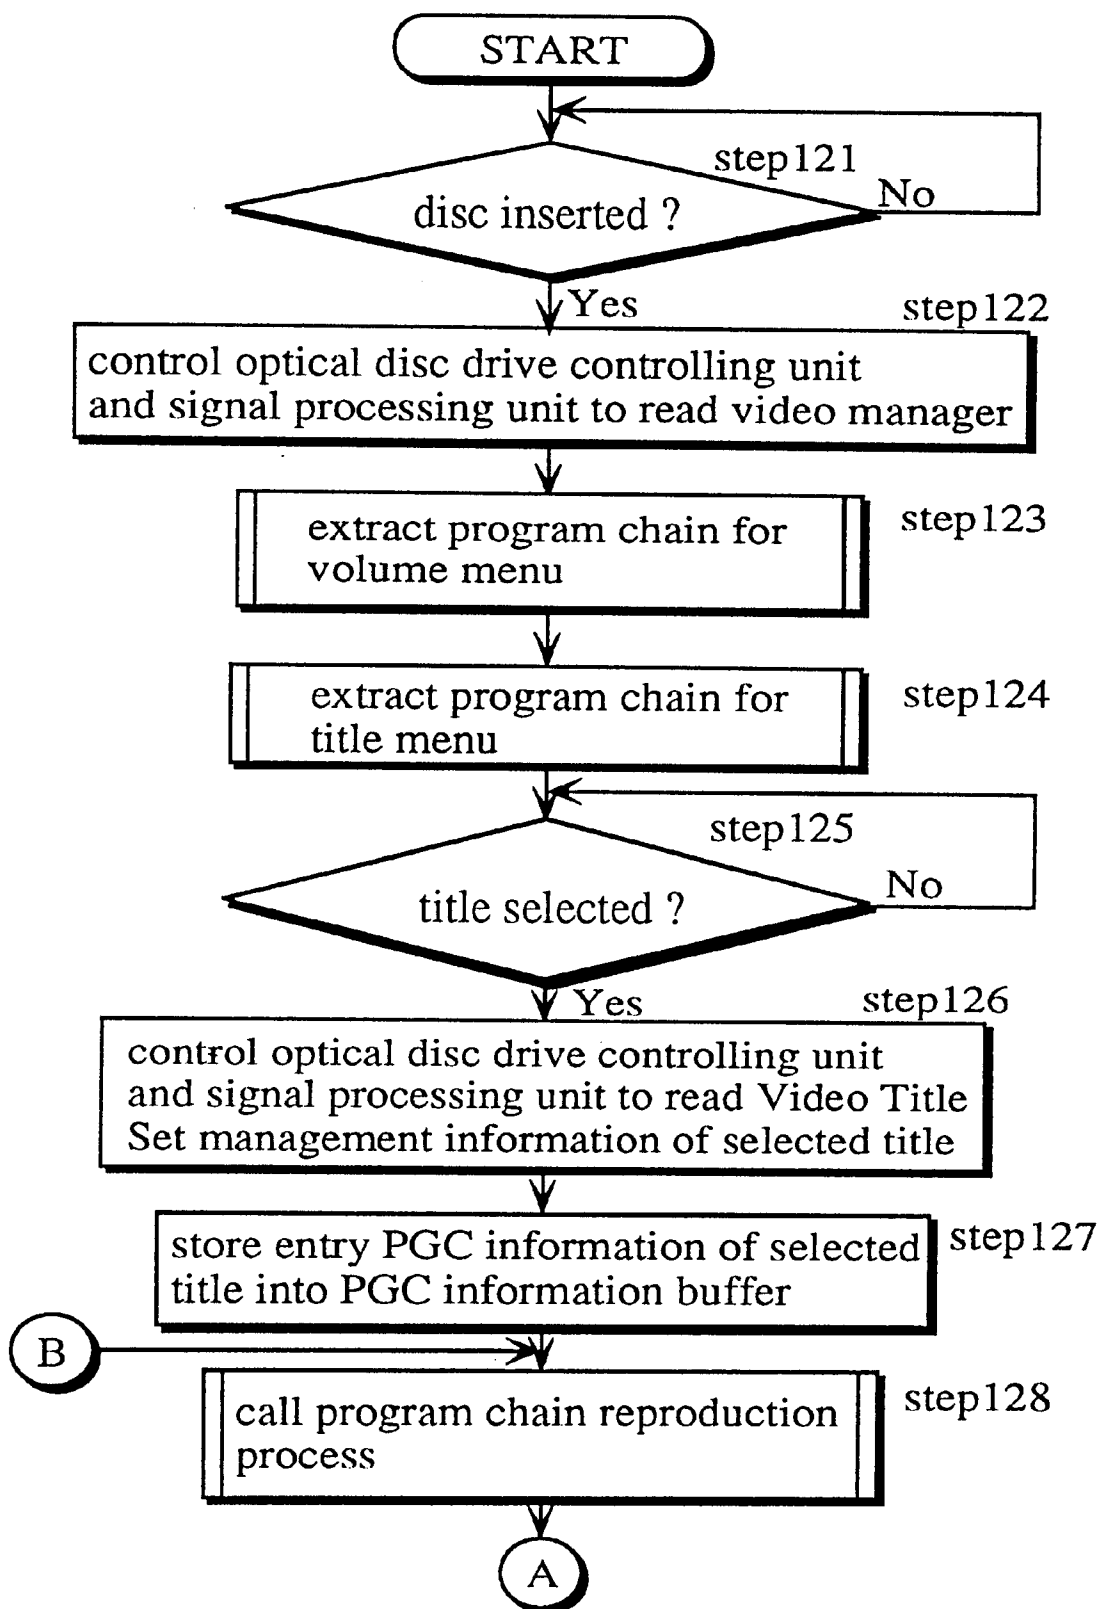 START
step121
No
disc inserted ?
Yes
step122
control optical disc drive controlling unit
and signal processing unit to read video manager
extract program chain for
volume menu
step123
extract program chain for
title menu
step124
step125
No
title selected ?
Yes
step126
control optical disc drive controlling unit
and signal processing unit to read Video Title
Set management information of selected title
store entry PGC information of selected
title into PGC information buffer
step127
B
call program chain reproduction
process
step128
A